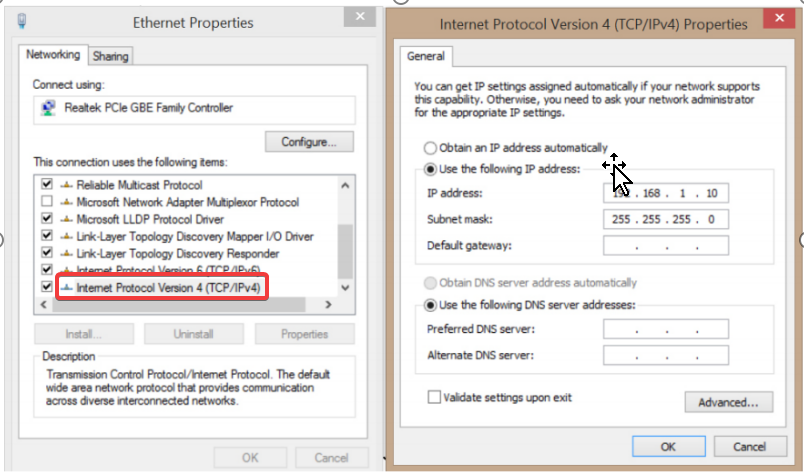 Ethernet Properties
Networking
Sharing
Connect using:
Realtek PCIe GBE Family Controller
Configure...
This connection uses the following items:
Reliable Multicast Protocol
Microsoft Network Adapter Multiplexor Protocol
Microsoft LLDP Protocol Driver
Link-Layer Topology Discovery Mapper I/O Driver
Link-Layer Topology Discovery Responder
Internet Protocol Version 6 (TCP/IPv6)
Internet Protocol Version 4 (TCP/IPv4)
Install...
Uninstall
Properties
Description
Transmission Control Protocol/Internet Protocol. The default
wide area network protocol that provides communication
across diverse interconnected networks.
OK
Cancel
Internet Protocol Version 4 (TCP/IPv4) Properties
General
You can get IP settings assigned automatically if your network supports
this capability. Otherwise, you need to ask your network administrator
for the appropriate IP settings.
Obtain an IP address automatically
Use the following IP address:
IP address:
192 . 168 . 1 . 10
Subnet mask:
255 . 255 . 255 . 0
Default gateway:
. . .
Obtain DNS server address automatically
Use the following DNS server addresses:
Preferred DNS server:
. . .
Alternate DNS server:
. . .
Validate settings upon exit
Advanced...
OK
Cancel